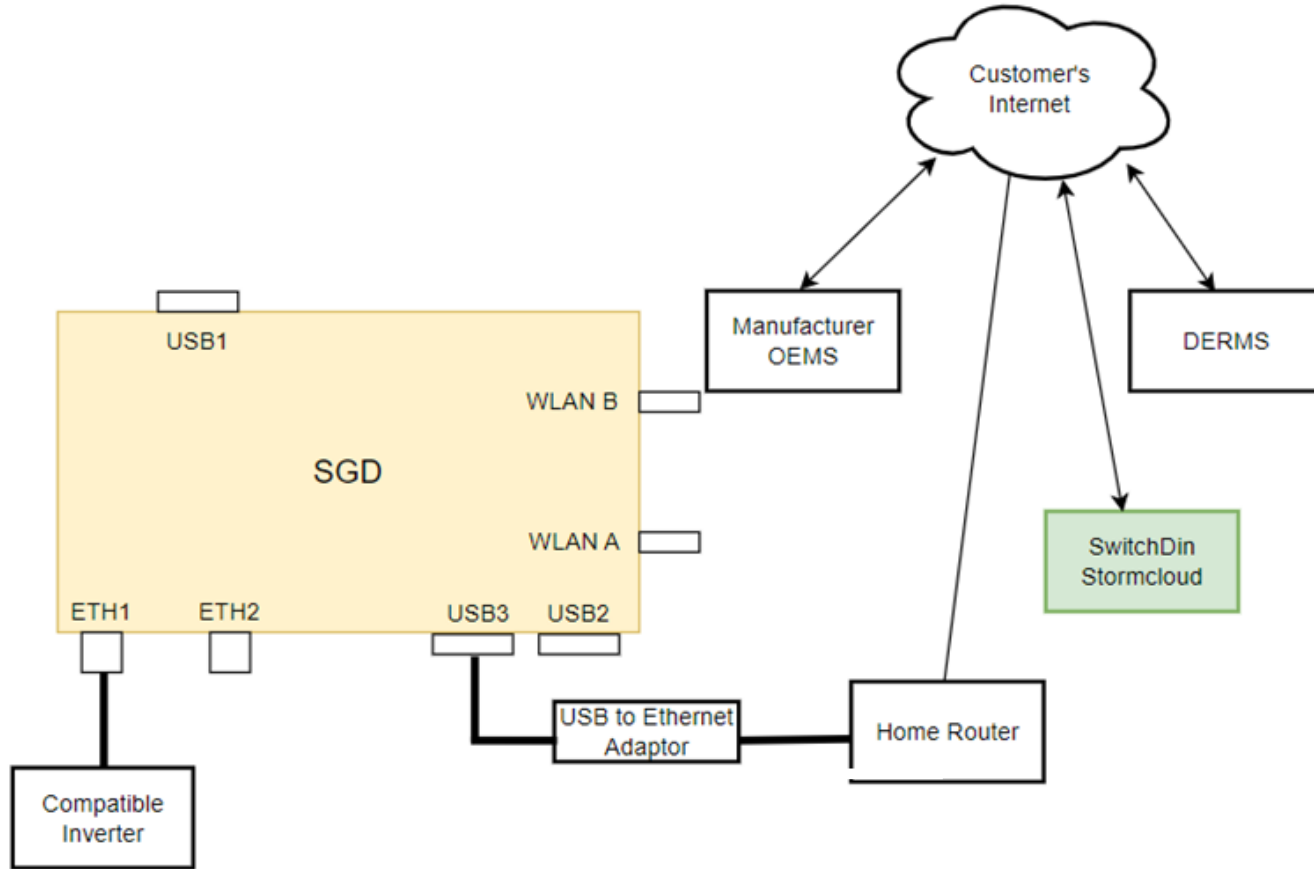 Customer's
Internet
Manufacturer
OEMS
DERMS
USB1
WLAN B
SGD
WLAN A
SwitchDin
Stormcloud
ETH1
ETH2
USB3
USB2
USB to Ethernet
Adaptor
Home Router
Compatible
Inverter